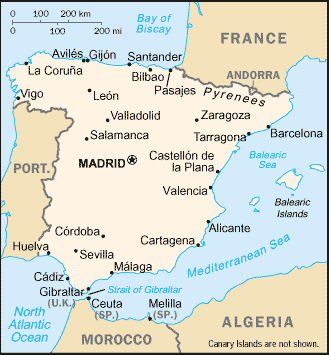 0 100 200 km
0 100 200 mi
Bay of
Biscay
FRANCE
Avilés Gijón
Santander
La Coruña
Bilbao
ANDORRA
Pasajes
Pyrenees
Vigo
León
Valladolid
Zaragoza
Salamanca
Tarragona
Barcelona
PORT.
MADRID
Castellón de
la Plana
Balearic
Sea
Valencia
Balearic
Islands
Alicante
Córdoba
Cartagena
Huelva
Sevilla
Mediterranean Sea
Málaga
Cádiz
Gibraltar
(U.K.)
Strait of Gibraltar
Ceuta
(SP.)
Melilla
(SP.)
North
Atlantic
Ocean
ALGERIA
MOROCCO
Canary Islands are not shown.